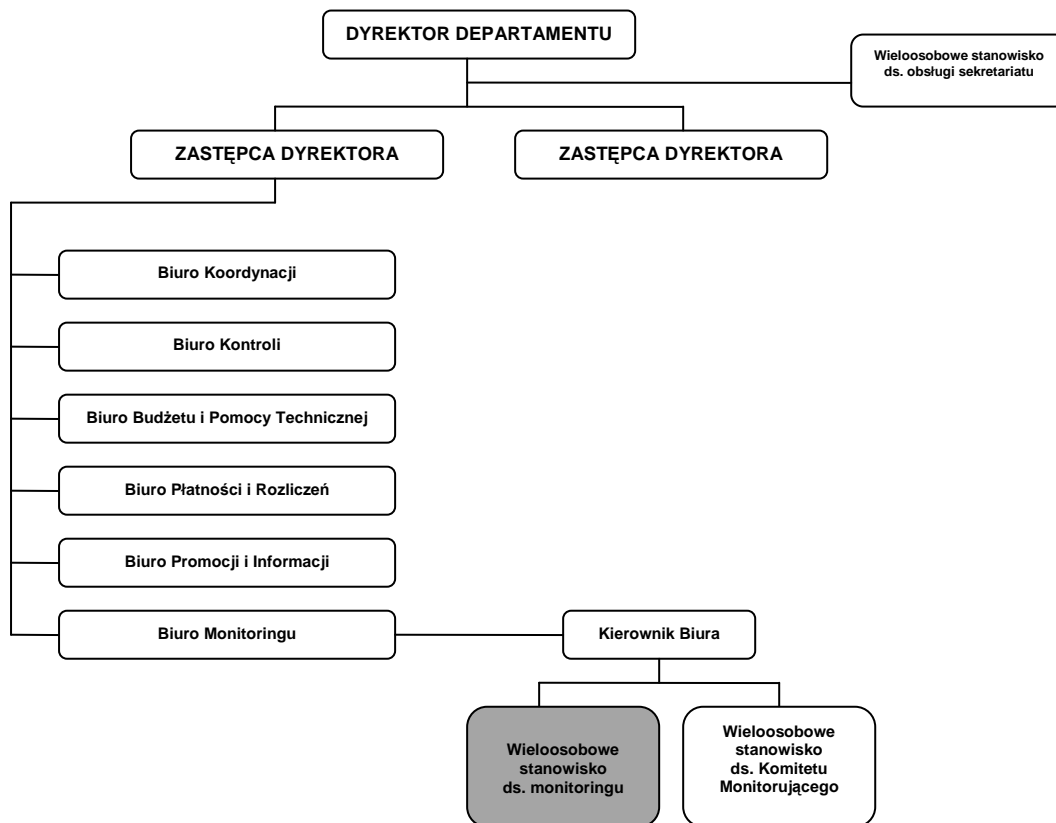 DYREKTOR DEPARTAMENTU
Wieloosobowe stanowisko
ds. obsługi sekretariatu
ZASTĘPCA DYREKTORA
ZASTĘPCA DYREKTORA
Biuro Koordynacji
Biuro Kontroli
Biuro Budżetu i Pomocy Technicznej
Biuro Płatności i Rozliczeń
Biuro Promocji i Informacji
Biuro Monitoringu
Kierownik Biura
Wieloosobowe
stanowisko
ds. monitoringu
Wieloosobowe
stanowisko
ds. Komitetu
Monitorującego